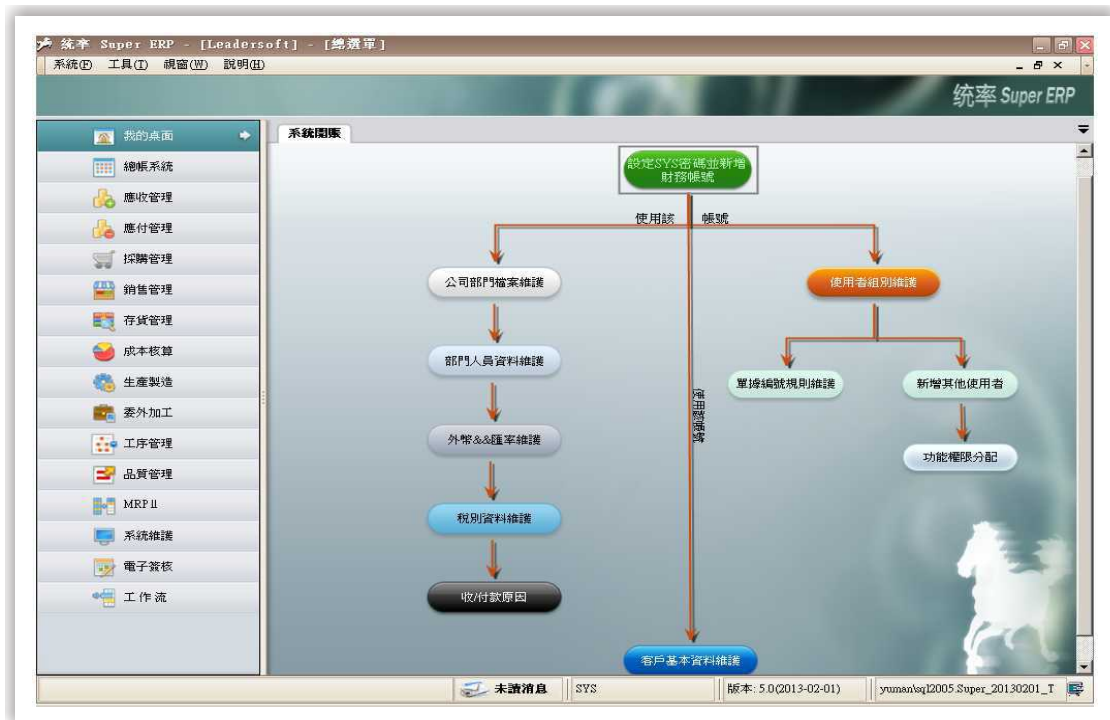 統率 Super ERP - [Leadersoft] - [總選單]
系統(F) 工具(T) 視窗(W) 說明(H)
统率 Super ERP
我的桌面
總帳系統
應收管理
應付管理
採購管理
銷售管理
存貨管理
成本核算
生產製造
委外加工
工序管理
品質管理
MRPⅡ
系統維護
電子簽核
工作流
系統開賬
設定SYS密碼並新增
財務帳號
使用該 帳號
公司部門檔案維護
使用者組別維護
部門人員資料維護
單據編號規則維護
新增其他使用者
使用該帳號
外幣&&匯率維護
功能權限分配
稅別資料維護
收/付款原因
客戶基本資料維護
未讀消息
SYS
版本: 5.0(2013-02-01)
yuman\sql2005.Super_20130201_T